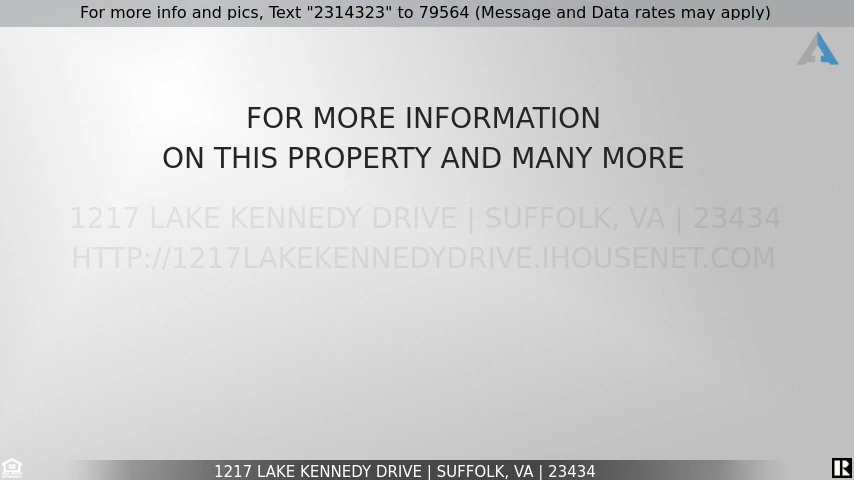 For more info and pics, Text "2314323" to 79564 (Message and Data rates may apply)
FOR MORE INFORMATION
ON THIS PROPERTY AND MANY MORE
1217 LAKE KENNEDY DRIVE | SUFFOLK, VA | 23434
HTTP://1217LAKEKENNEDYDRIVE.IHOUSENET.COM
1217 LAKE KENNEDY DRIVE | SUFFOLK, VA | 23434